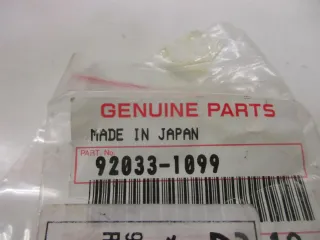 GENUINE PARTS
MADE IN JAPAN
PART No.
92033-1099